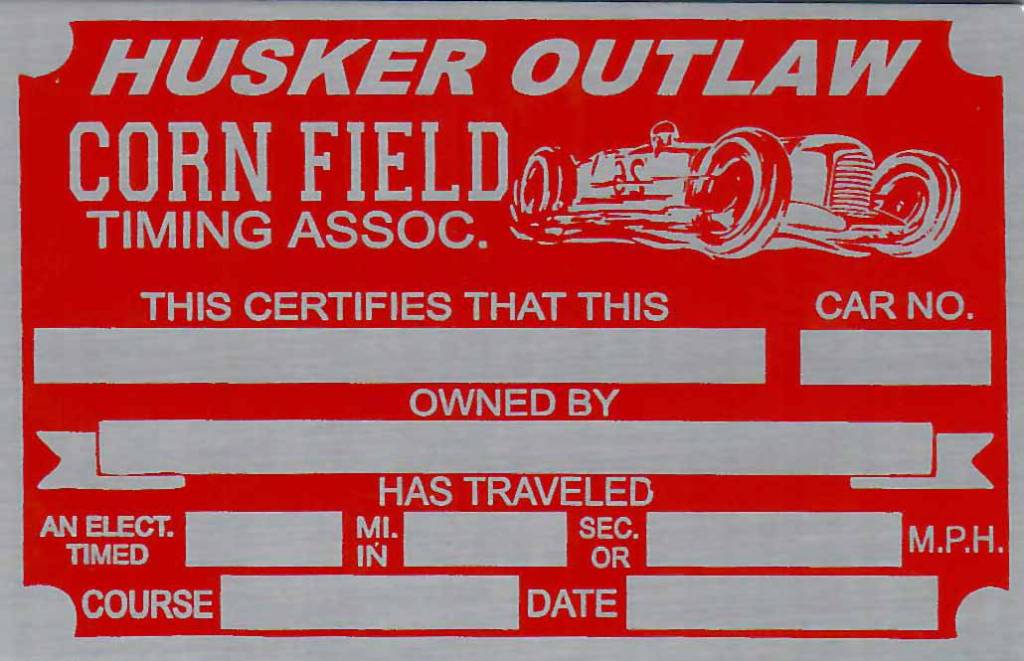 HUSKER OUTLAW
CORN FIELD
TIMING ASSOC.
THIS CERTIFIES THAT THIS
CAR NO.
OWNED BY
HAS TRAVELED
AN ELECT. TIMED
MI. IN
SEC. OR
M.P.H.
COURSE
DATE